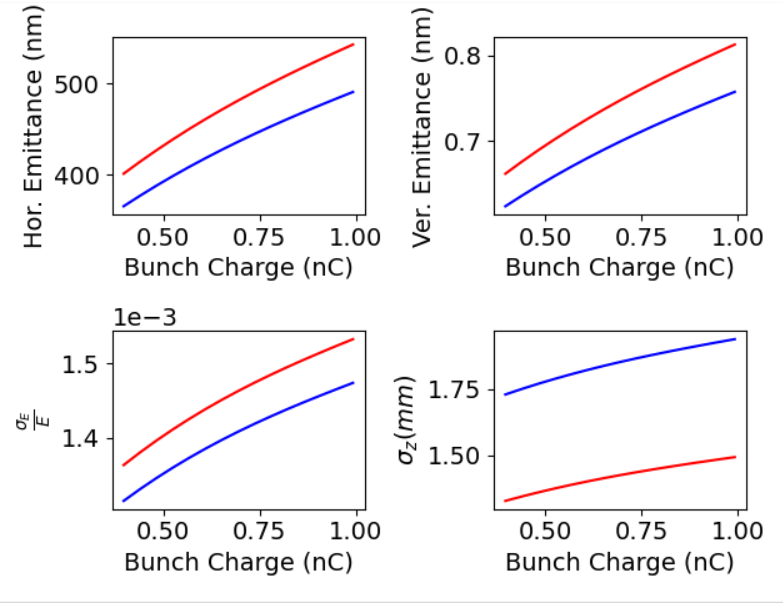 Hor. Emittance (nm)
500
400
0.50 0.75 1.00
Bunch Charge (nC)
Ver. Emittance (nm)
0.8
0.7
0.50 0.75 1.00
Bunch Charge (nC)
1e−3
σ_E/E
1.5
1.4
0.50 0.75 1.00
Bunch Charge (nC)
σ_z(mm)
1.75
1.50
0.50 0.75 1.00
Bunch Charge (nC)